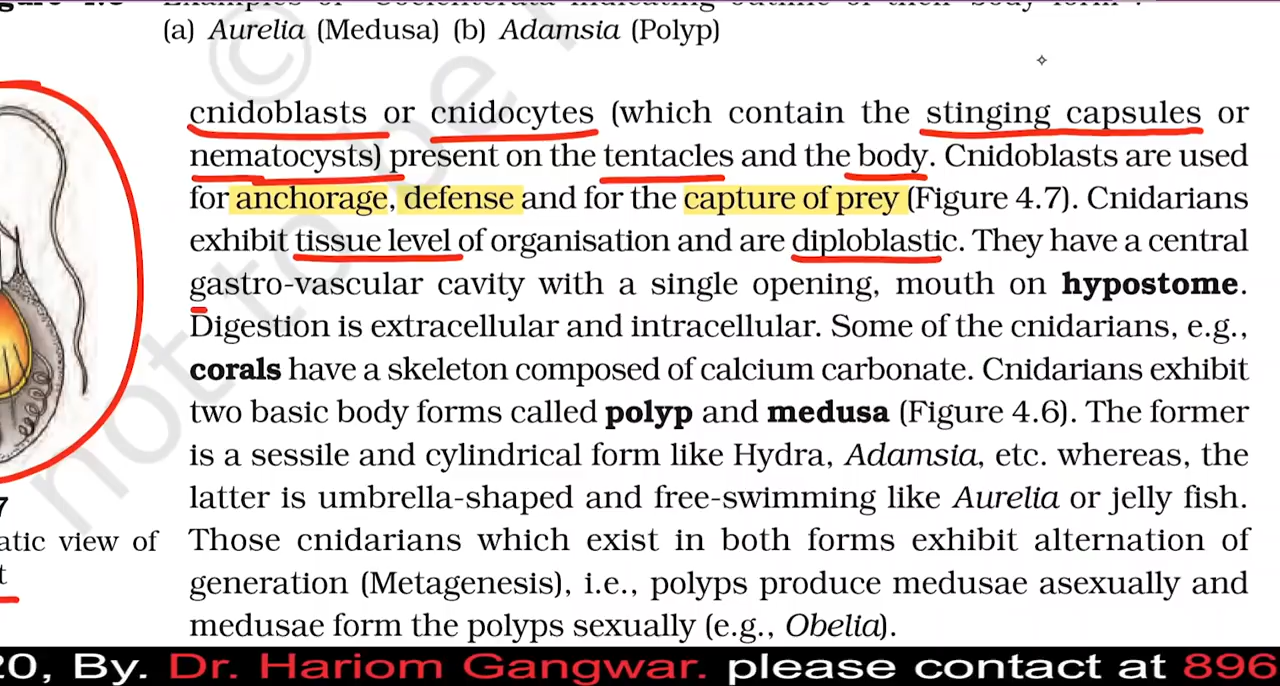 (a) Aurelia (Medusa) (b) Adamsia (Polyp)
cnidoblasts or cnidocytes (which contain the stinging capsules or
nematocysts) present on the tentacles and the body. Cnidoblasts are used
for anchorage, defense and for the capture of prey (Figure 4.7). Cnidarians
exhibit tissue level of organisation and are diploblastic. They have a central
gastro-vascular cavity with a single opening, mouth on hypostome.
Digestion is extracellular and intracellular. Some of the cnidarians, e.g.,
corals have a skeleton composed of calcium carbonate. Cnidarians exhibit
two basic body forms called polyp and medusa (Figure 4.6). The former
is a sessile and cylindrical form like Hydra, Adamsia, etc. whereas, the
latter is umbrella-shaped and free-swimming like Aurelia or jelly fish.
7
atic view of
t
Those cnidarians which exist in both forms exhibit alternation of
generation (Metagenesis), i.e., polyps produce medusae asexually and
medusae form the polyps sexually (e.g., Obelia).
© not to be r
20, By. Dr. Hariom Gangwar. please contact at 896